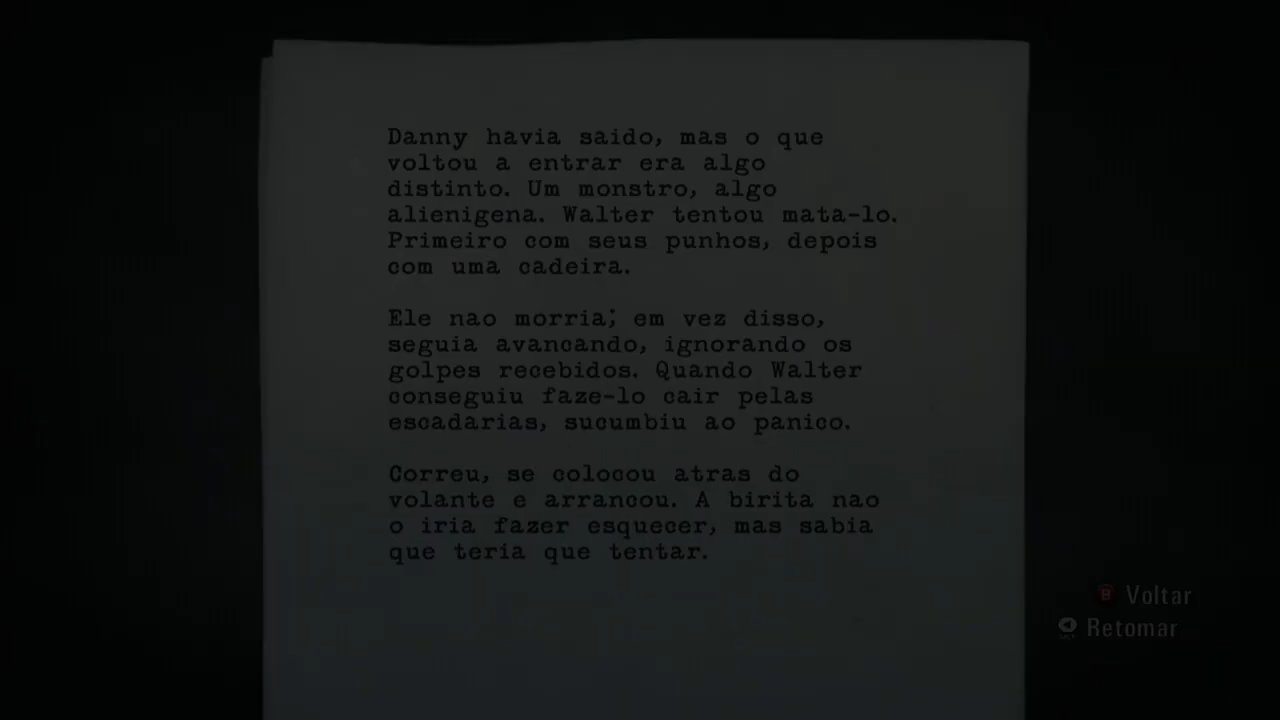 Danny havia saido, mas o que
voltou a entrar era algo
distinto. Um monstro, algo
alienigena. Walter tentou mata-lo.
Primeiro com seus punhos, depois
com uma cadeira.
Ele nao morria; em vez disso,
seguia avancando, ignorando os
golpes recebidos. Quando Walter
conseguiu faze-lo cair pelas
escadarias, sucumbiu ao panico.
Correu, se colocou atras do
volante e arrancou. A birita nao
o iria fazer esquecer, mas sabia
que teria que tentar.
B Voltar
Retomar